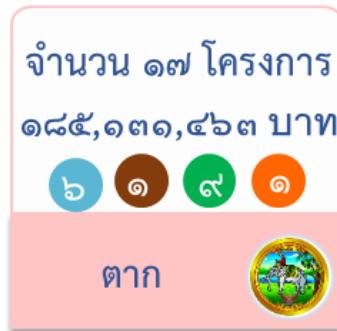 จำนวน ๑๗ โครงการ
๑๘๕,๑๓๑,๔๖๓ บาท
๖ ๑ ๙ ๑
ตาก